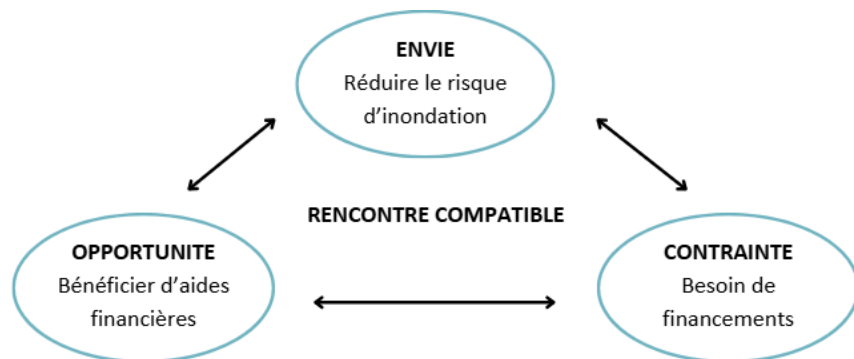 ENVIE
Réduire le risque
d’inondation
RENCONTRE COMPATIBLE
OPPORTUNITE
Bénéficier d’aides
financières
CONTRAINTE
Besoin de
financements